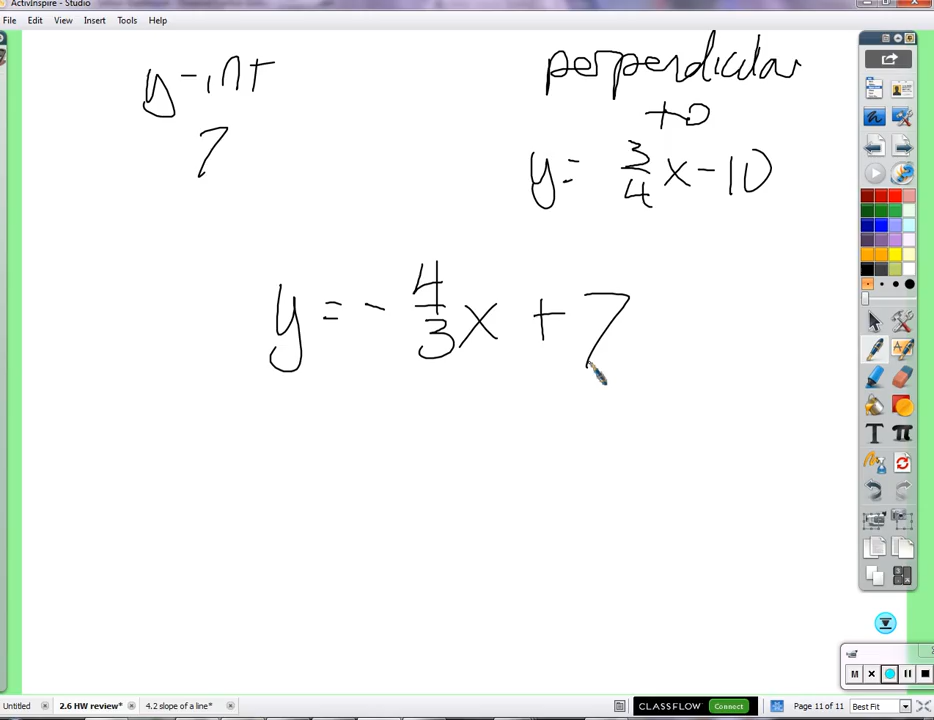 ActivInspire - Studio
File Edit View Insert Tools Help
y-int
7
perpendicular
to
y = 3/4 x - 10
y = - 4/3 x + 7
T π
M
Untitled 2.6 HW review* 4.2 slope of a line* CLASSFLOW Connect Page 11 of 11 Best Fit